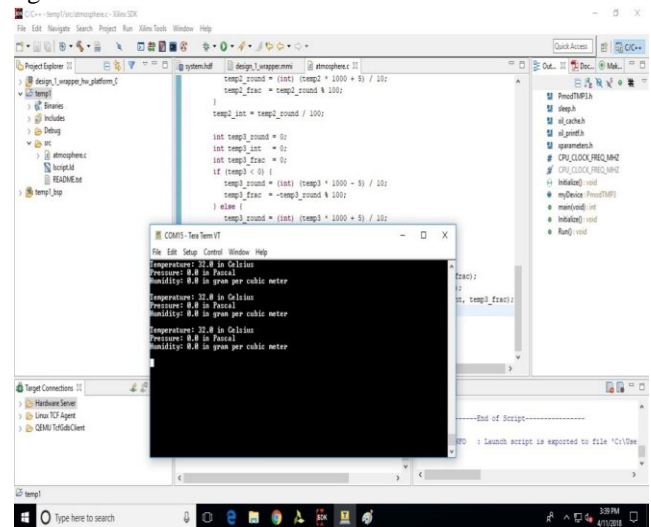 C/C++ - temp1/src/atmosphere.c - Xilinx SDK
File Edit Navigate Search Project Run Xilinx Tools Window Help
Quick Access
C/C++
Project Explorer
design_1_wrapper_hw_platform_
temp1
Binaries
Includes
Debug
src
atmosphere.c
lscript.ld
README.txt
temp1_bsp
system.hdf
design_1_wrapper.mmi
atmosphere.c
temp2_round = (int) (temp2 * 1000 + 5) / 10;
temp2_frac = temp2_round % 100;
}
temp2_int = temp2_round / 100;
int temp3_round = 0;
int temp3_int = 0;
int temp3_frac = 0;
if (temp3 < 0) {
temp3_round = (int) (temp3 * 1000 - 5) / 10;
temp3_frac = -temp3_round % 100;
} else {
temp3_round = (int) (temp3 * 1000 + 5) / 10;
frac);
nt, temp3_frac);
Out...
Doc...
Mak...
PmodTMP3.h
sleep.h
xil_cache.h
xil_printf.h
xparameters.h
CPU_CLOCK_FREQ_MHZ
CPU_CLOCK_FREQ_MHZ
Initialize() : void
myDevice : PmodTMP3
main(void) : int
Initialize() : void
Run() : void
COM15 - Tera Term VT
File Edit Setup Control Window Help
Temperature: 32.0 in Celsius
Pressure: 0.0 in Pascal
Humidity: 0.0 in gram per cubic meter
Temperature: 32.0 in Celsius
Pressure: 0.0 in Pascal
Humidity: 0.0 in gram per cubic meter
Temperature: 32.0 in Celsius
Pressure: 0.0 in Pascal
Humidity: 0.0 in gram per cubic meter
Target Connections
Hardware Server
Linux TCF Agent
QEMU TcfGdbClient
----End of Script----------------
: Launch script is exported to file 'C:\Use
temp1
Type here to search
SDK
3:39 PM
4/11/2018